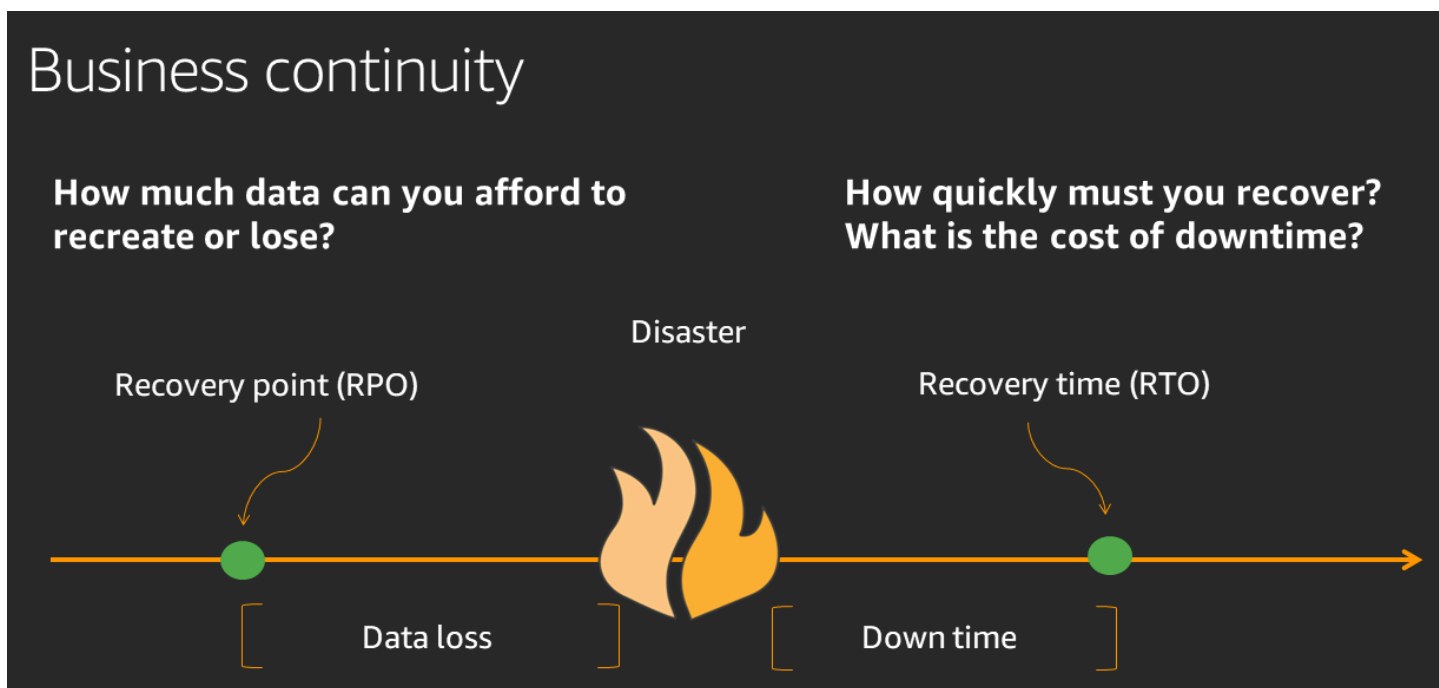 Business continuity
How much data can you afford to
recreate or lose?
How quickly must you recover?
What is the cost of downtime?
Disaster
Recovery point (RPO)
Recovery time (RTO)
Data loss
Down time